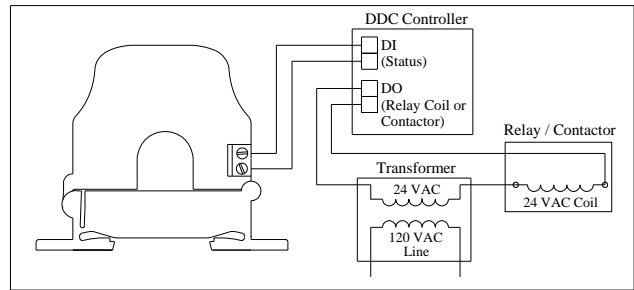 DDC Controller
DI
(Status)
DO
(Relay Coil or
Contactor)
Relay / Contactor
24 VAC Coil
Transformer
24 VAC
120 VAC
Line